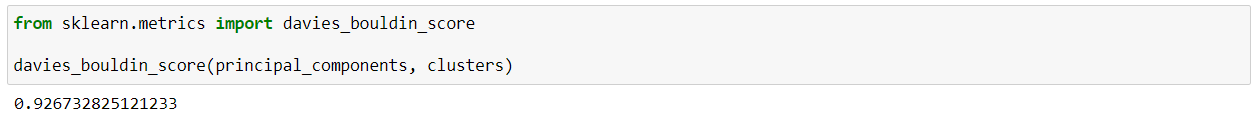 from sklearn.metrics import davies_bouldin_score
davies_bouldin_score(principal_components, clusters)
0.926732825121233